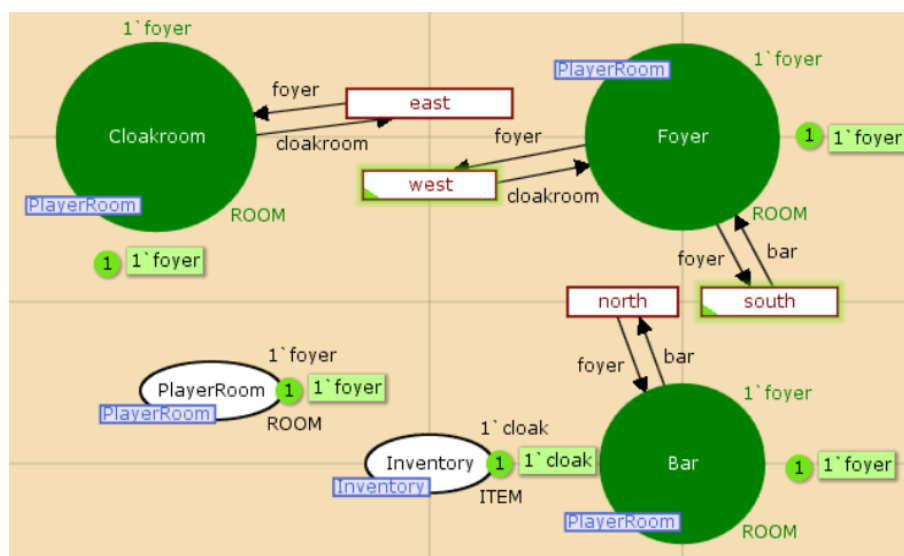 1`foyer
foyer
east
Cloakroom
cloakroom
PlayerRoom
ROOM
1
1`foyer
PlayerRoom
1`foyer
Foyer
1
1`foyer
foyer
west
cloakroom
ROOM
foyer
bar
north
south
foyer
bar
1`foyer
PlayerRoom
1
1`foyer
PlayerRoom
ROOM
1`cloak
Inventory
1
1`cloak
Inventory
ITEM
1`foyer
Bar
1
1`foyer
PlayerRoom
ROOM